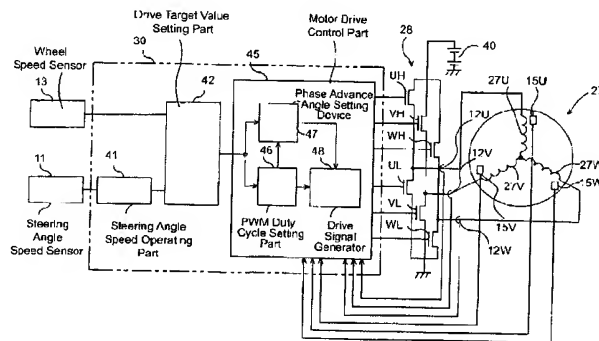 Drive Target Value
Setting Part
Motor Drive
Control Part
30
45
28
40
Wheel
Speed Sensor
42
UH
Phase Advance
Angle Setting
Device
27U
15U
13
VH
12U
47
WH
46
48
UL
12V
11
41
27W
15W
27V
VL
Steering
Angle
Speed Sensor
Steering Angle
Speed Operating Part
PWM Duty
Cycle Setting
Part
Drive Signal
Generator
WL
12W
15V